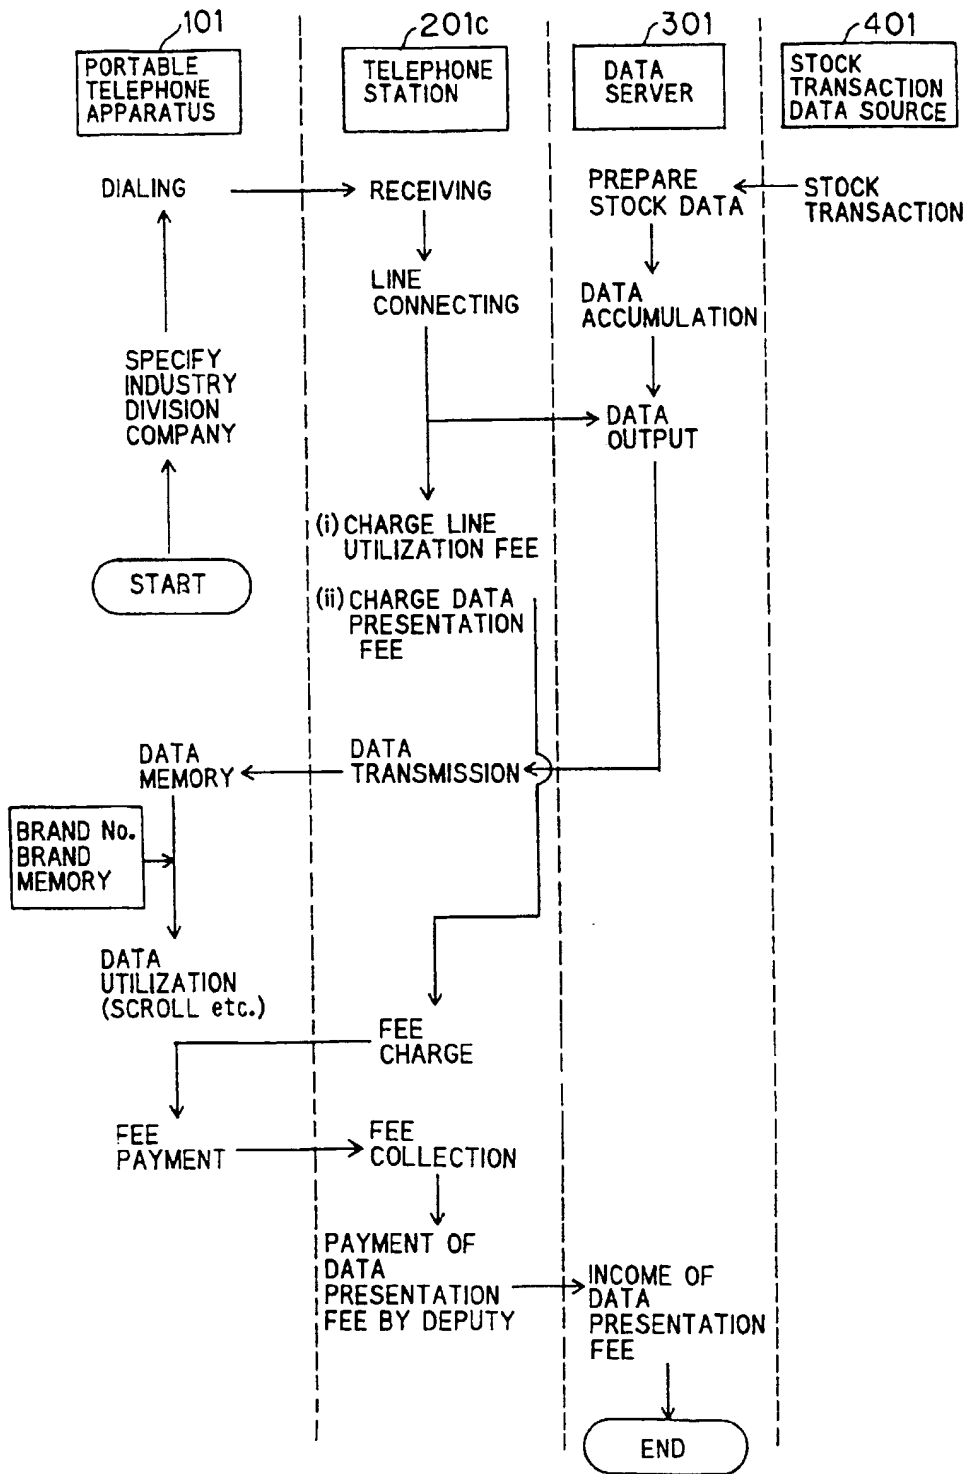 101
201c
301
401
PORTABLE
TELEPHONE
APPARATUS
TELEPHONE
STATION
DATA
SERVER
STOCK
TRANSACTION
DATA SOURCE
DIALING
RECEIVING
PREPARE
STOCK DATA
STOCK
TRANSACTION
LINE
CONNECTING
DATA
ACCUMULATION
SPECIFY
INDUSTRY
DIVISION
COMPANY
DATA
OUTPUT
START
(i) CHARGE LINE
UTILIZATION FEE
(ii) CHARGE DATA
PRESENTATION
FEE
DATA
MEMORY
DATA
TRANSMISSION
BRAND No.
BRAND
MEMORY
DATA
UTILIZATION
(SCROLL etc.)
FEE
CHARGE
FEE
PAYMENT
FEE
COLLECTION
PAYMENT OF
DATA
PRESENTATION
FEE BY DEPUTY
INCOME OF
DATA
PRESENTATION
FEE
END